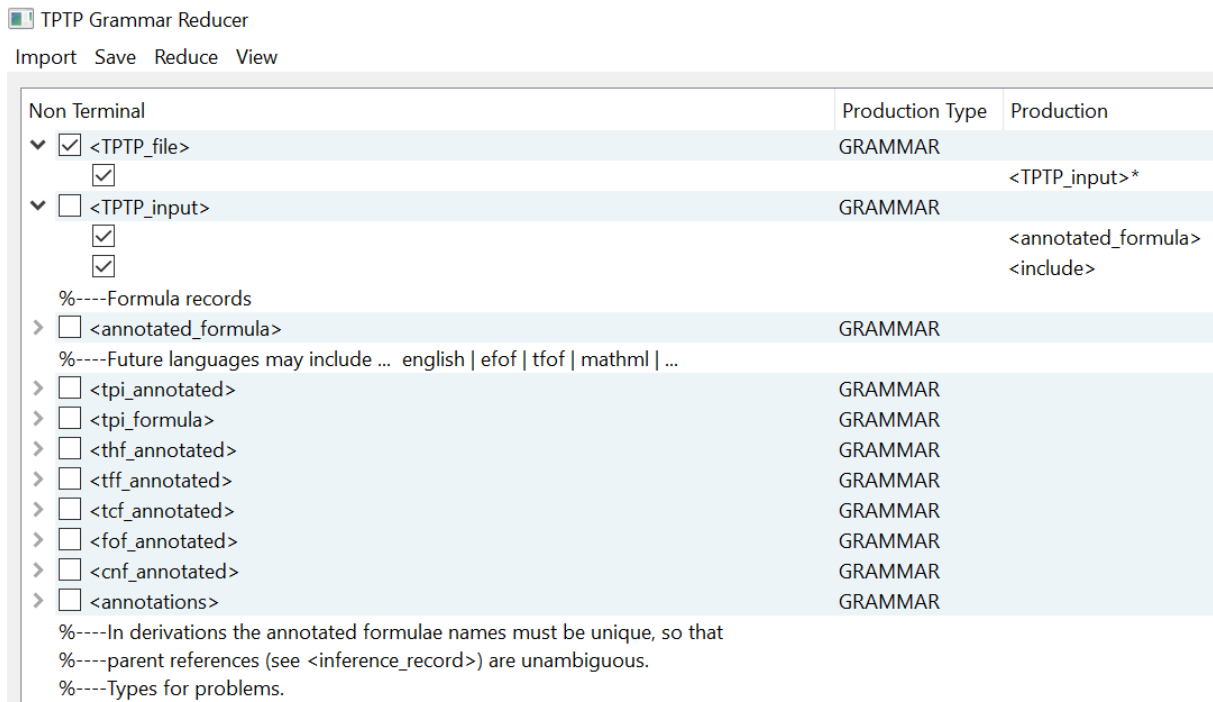 TPTP Grammar Reducer
Import Save Reduce View
Non Terminal Production Type Production
<TPTP_file> GRAMMAR
<TPTP_input>*
<TPTP_input> GRAMMAR
<annotated_formula>
<include>
%----Formula records
<annotated_formula> GRAMMAR
%----Future languages may include ... english | efof | tfof | mathml | ...
<tpi_annotated> GRAMMAR
<tpi_formula> GRAMMAR
<thf_annotated> GRAMMAR
<tff_annotated> GRAMMAR
<tcf_annotated> GRAMMAR
<fof_annotated> GRAMMAR
<cnf_annotated> GRAMMAR
<annotations> GRAMMAR
%----In derivations the annotated formulae names must be unique, so that
%----parent references (see <inference_record>) are unambiguous.
%----Types for problems.